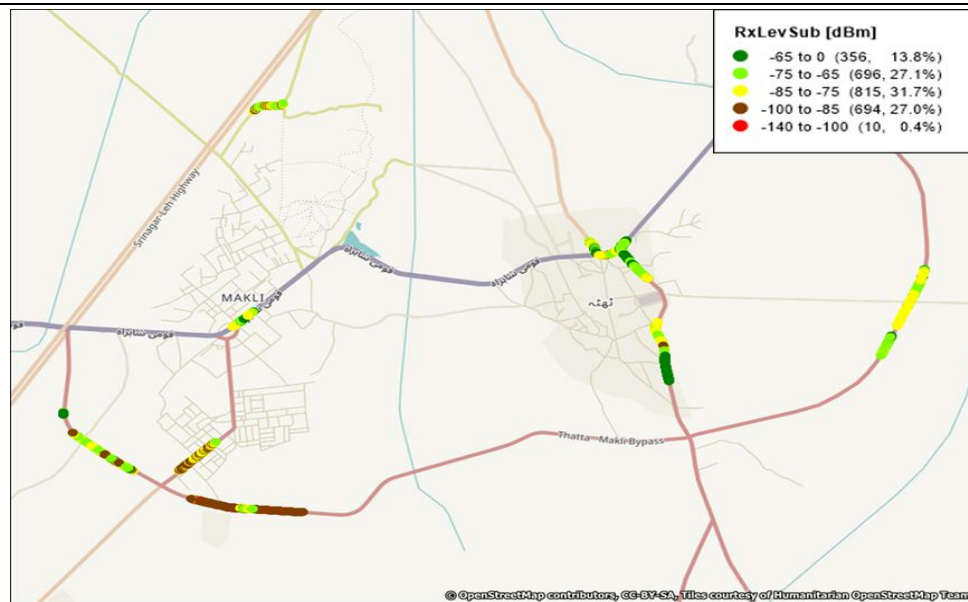 RxLevSub [dBm]
-65 to 0 (356, 13.8%)
-75 to -65 (696, 27.1%)
-85 to -75 (815, 31.7%)
-100 to -85 (694, 27.0%)
-140 to -100 (10, 0.4%)
Srinagar-Leh-Highway
قومی شاہراہ
قومی شاہراہ
MAKLI
قومی شاہراہ
ٹھٹہ
قومی شاہراہ
Thatta - Makli-Bypass
© OpenStreetMap contributors, CC-BY-SA, Tiles courtesy of Humanitarian OpenStreetMap Team